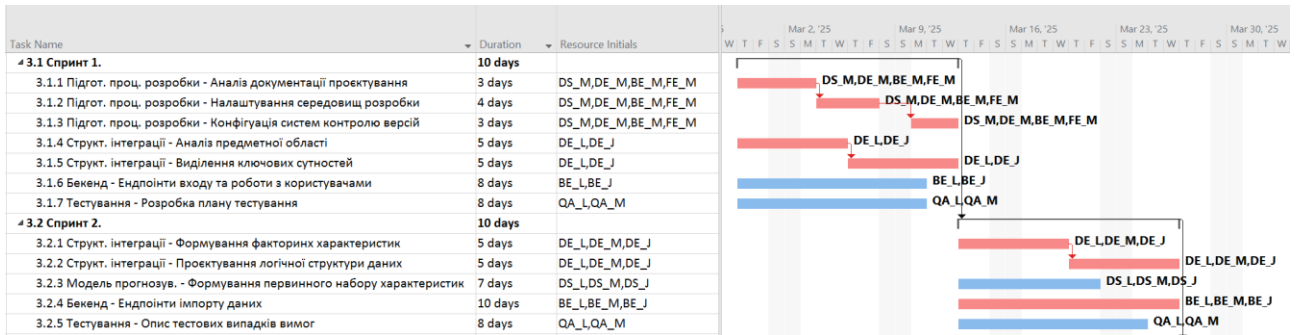 5 Mar 2, '25 Mar 9, '25 Mar 16, '25 Mar 23, '25 Mar 30, '25
Task Name Duration Resource Initials W T F S S M T W T F S S M T W T F S S M T W T F S S M T W T F S S M T W
3.1 Спринт 1. 10 days
3.1.1 Підгот. проц. розробки - Аналіз документації проєктування 3 days DS_M,DE_M,BE_M,FE_M DS_M,DE_M,BE_M,FE_M
3.1.2 Підгот. проц. розробки - Налаштування середовищ розробки 4 days DS_M,DE_M,BE_M,FE_M DS_M,DE_M,BE_M,FE_M
3.1.3 Підгот. проц. розробки - Конфігуація систем контролю версій 3 days DS_M,DE_M,BE_M,FE_M DS_M,DE_M,BE_M,FE_M
3.1.4 Структ. інтеграції - Аналіз предметної області 5 days DE_L,DE_J DE_L,DE_J
3.1.5 Структ. інтеграції - Виділення ключових сутностей 5 days DE_L,DE_J DE_L,DE_J
3.1.6 Бекенд - Ендпоінти входу та роботи з користувачами 8 days BE_L,BE_J BE_L,BE_J
3.1.7 Тестування - Розробка плану тестування 8 days QA_L,QA_M QA_L,QA_M
3.2 Спринт 2. 10 days
3.2.1 Структ. інтеграції - Формування факторинх характеристик 5 days DE_L,DE_M,DE_J DE_L,DE_M,DE_J
3.2.2 Структ. інтеграції - Проєктування логічної структури даних 5 days DE_L,DE_M,DE_J DE_L,DE_M,DE_J
3.2.3 Модель прогнозув. - Формування первинного набору характеристик 7 days DS_L,DS_M,DS_J DS_L,DS_M,DS_J
3.2.4 Бекенд - Ендпоінти імпорту даних 10 days BE_L,BE_M,BE_J BE_L,BE_M,BE_J
3.2.5 Тестування - Опис тестових випадків вимог 8 days QA_L,QA_M QA_L,QA_M